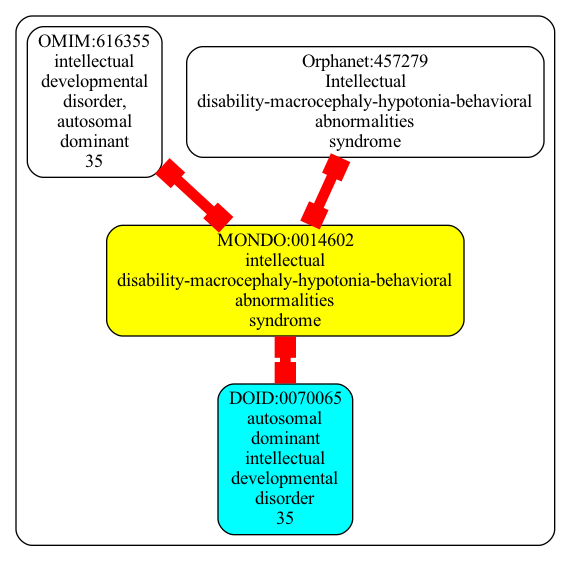 OMIM:616355
intellectual
developmental
disorder,
autosomal
dominant
35
Orphanet:457279
Intellectual
disability-macrocephaly-hypotonia-behavioral
abnormalities
syndrome
MONDO:0014602
intellectual
disability-macrocephaly-hypotonia-behavioral
abnormalities
syndrome
DOID:0070065
autosomal
dominant
intellectual
developmental
disorder
35